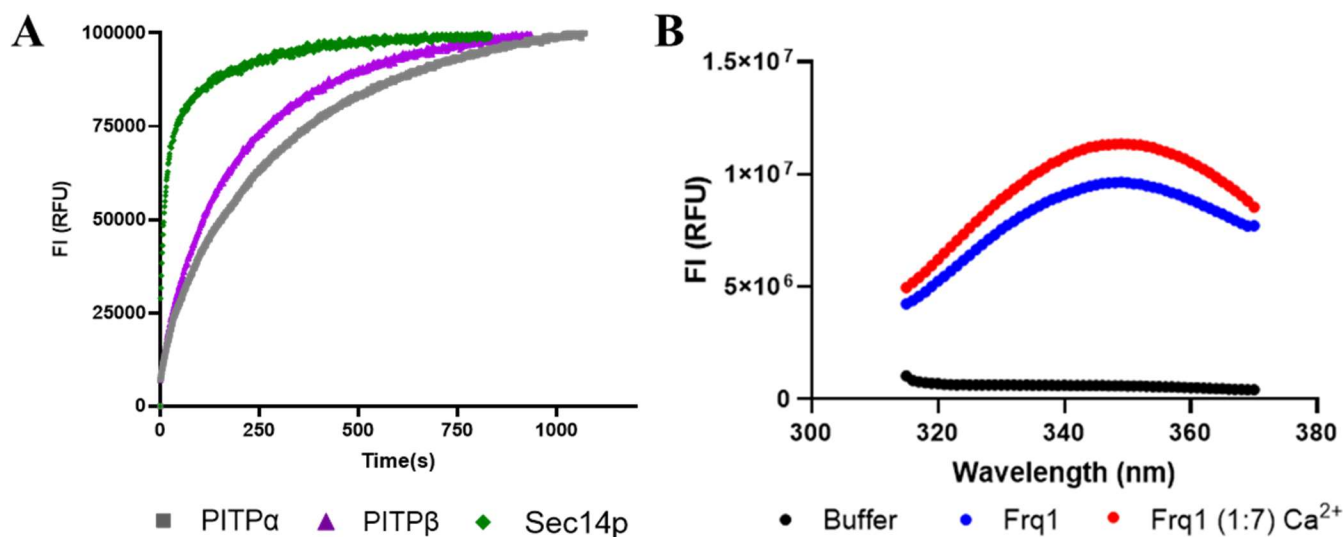 A
FI (RFU)
100000
75000
50000
25000
0
0 250 500 750 1000
Time(s)
PITPα PITPβ Sec14p
B
FI (RFU)
1.5×10⁷
1×10⁷
5×10⁶
0
300 320 340 360 380
Wavelength (nm)
Buffer Frq1 Frq1 (1:7) Ca²⁺